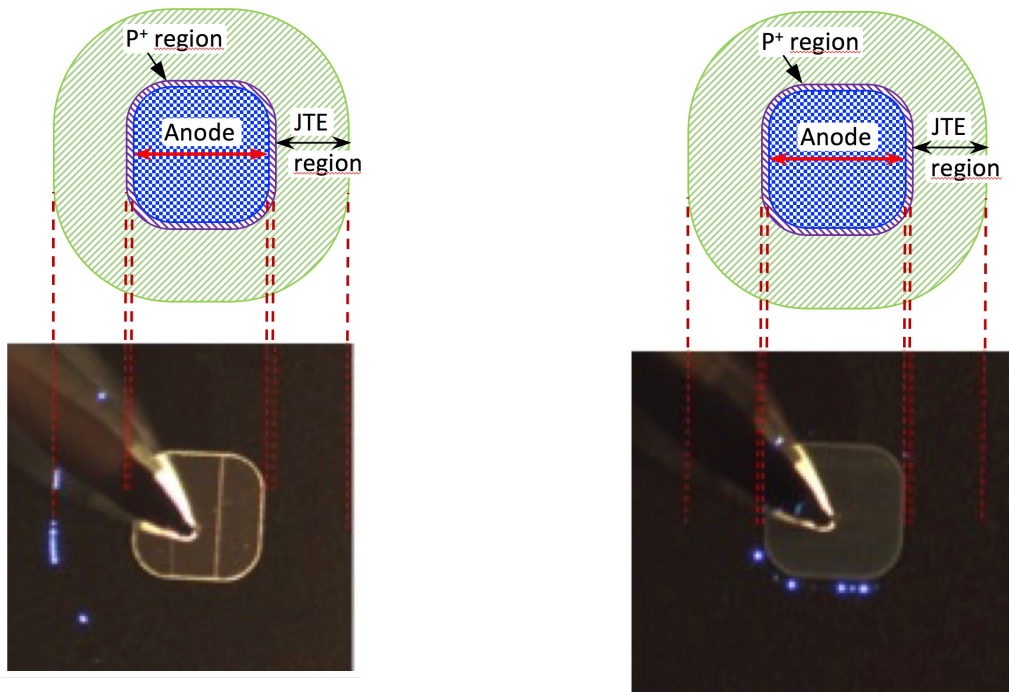 P⁺ region
Anode
JTE
region
P⁺ region
Anode
JTE
region